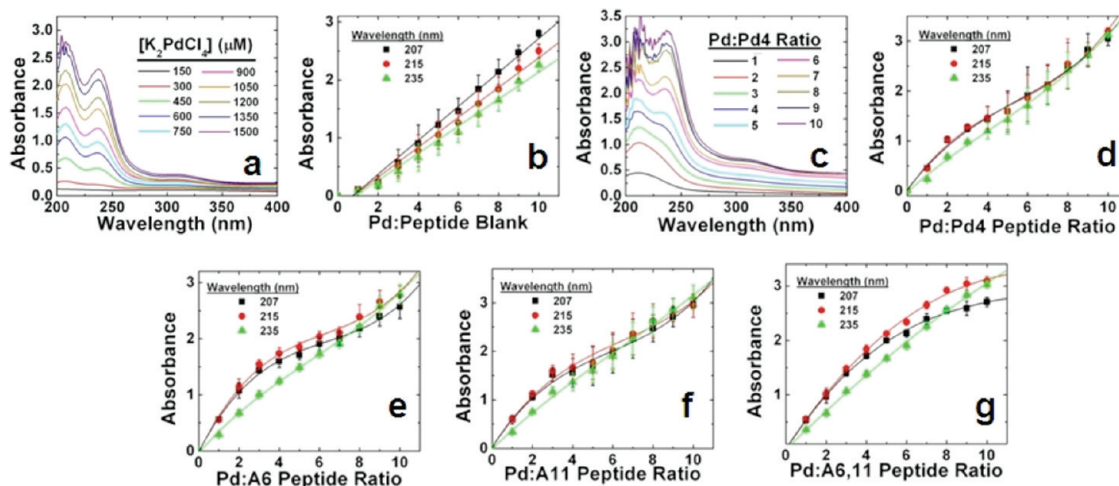 3.0
2.5
2.0
1.5
1.0
0.5
0.0
Absorbance
[K2PdCl4] (µM)
150 900
300 1050
450 1200
600 1350
750 1500
a
200 250 300 350 400
Wavelength (nm)
3
2
1
0
Absorbance
Wavelength (nm)
207
215
235
b
0 2 4 6 8 10
Pd:Peptide Blank
3.5
3.0
2.5
2.0
1.5
1.0
0.5
0.0
Absorbance
Pd:Pd4 Ratio
1 6
2 7
3 8
4 9
5 10
c
200 250 300 350 400
Wavelength (nm)
3
2
1
0
Absorbance
Wavelength (nm)
207
215
235
d
0 2 4 6 8 10
Pd:Pd4 Peptide Ratio
3
2
1
0
Absorbance
Wavelength (nm)
207
215
235
e
0 2 4 6 8 10
Pd:A6 Peptide Ratio
3
2
1
0
Absorbance
Wavelength (nm)
207
215
235
f
0 2 4 6 8 10
Pd:A11 Peptide Ratio
3
2
1
0
Absorbance
Wavelength (nm)
207
215
235
g
0 2 4 6 8 10
Pd:A6,11 Peptide Ratio